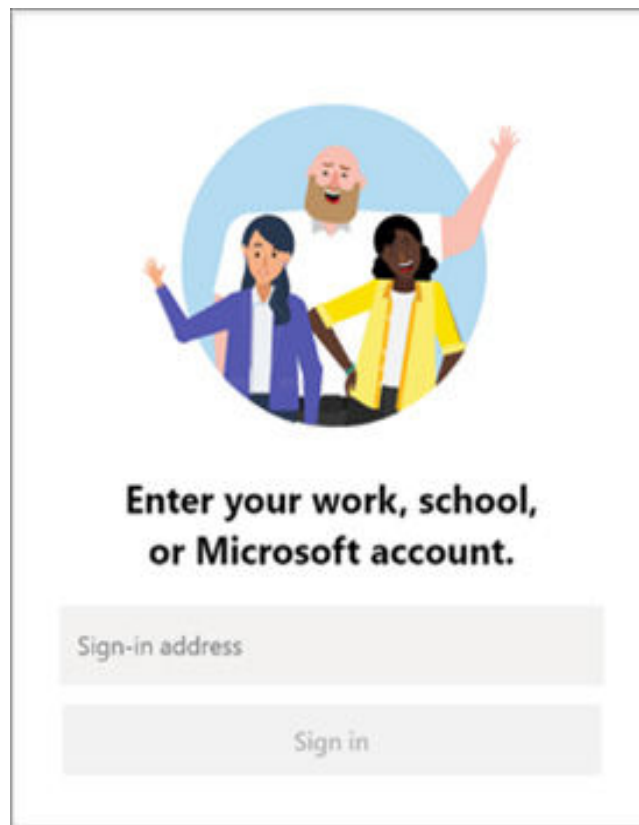 Enter your work, school,
or Microsoft account.
Sign-in address
Sign in